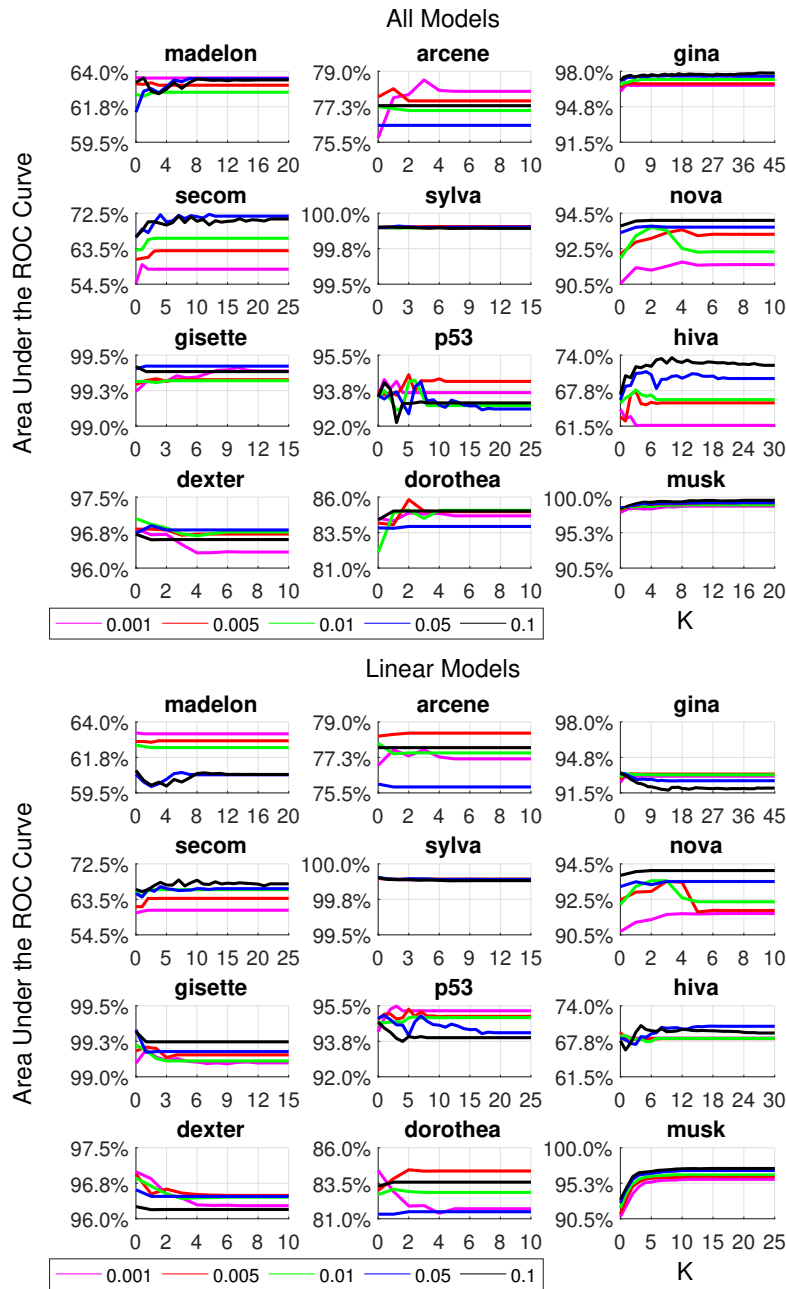 All Models
madelon arcene gina
64.0% 79.0% 98.0%
61.8% 77.3% 94.8%
59.5% 75.5% 91.5%
0 4 8 12 16 20 0 2 4 6 8 10 0 9 18 27 36 45
secom sylva nova
72.5% 100.0% 94.5%
63.5% 99.8% 92.5%
54.5% 99.5% 90.5%
0 5 10 15 20 25 0 3 6 9 12 15 0 2 4 6 8 10
Area Under the ROC Curve
gisette p53 hiva
99.5% 95.5% 74.0%
99.3% 93.8% 67.8%
99.0% 92.0% 61.5%
0 3 6 9 12 15 0 5 10 15 20 25 0 6 12 18 24 30
dexter dorothea musk
97.5% 86.0% 100.0%
96.8% 83.5% 95.3%
96.0% 81.0% 90.5%
0 2 4 6 8 10 0 2 4 6 8 10 0 4 8 12 16 20
0.001 0.005 0.01 0.05 0.1
K
Linear Models
madelon arcene gina
64.0% 79.0% 98.0%
61.8% 77.3% 94.8%
59.5% 75.5% 91.5%
0 4 8 12 16 20 0 2 4 6 8 10 0 9 18 27 36 45
secom sylva nova
72.5% 100.0% 94.5%
63.5% 99.8% 92.5%
54.5% 99.5% 90.5%
0 5 10 15 20 25 0 3 6 9 12 15 0 2 4 6 8 10
Area Under the ROC Curve
gisette p53 hiva
99.5% 95.5% 74.0%
99.3% 93.8% 67.8%
99.0% 92.0% 61.5%
0 3 6 9 12 15 0 5 10 15 20 25 0 6 12 18 24 30
dexter dorothea musk
97.5% 86.0% 100.0%
96.8% 83.5% 95.3%
96.0% 81.0% 90.5%
0 2 4 6 8 10 0 2 4 6 8 10 0 5 10 15 20 25
0.001 0.005 0.01 0.05 0.1
K